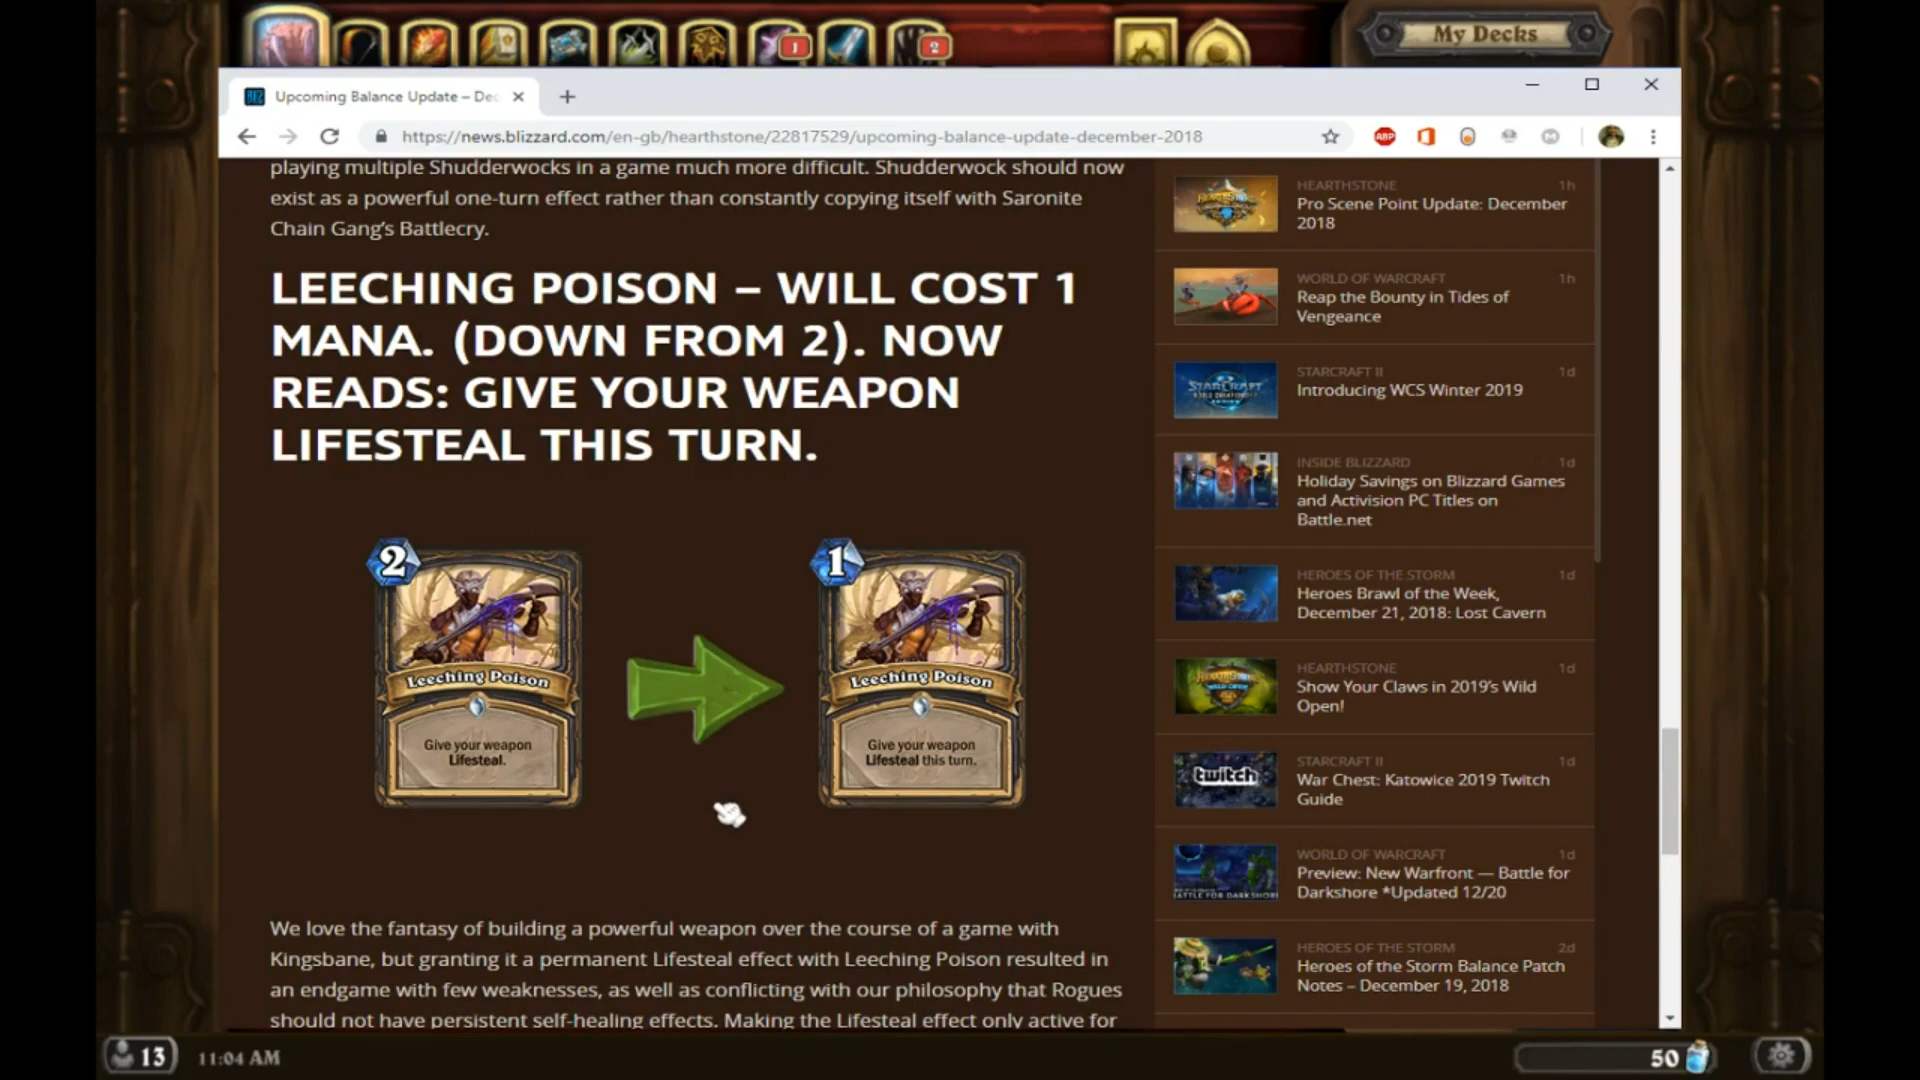 My Decks
1
2
Upcoming Balance Update – Dec
https://news.blizzard.com/en-gb/hearthstone/22817529/upcoming-balance-update-december-2018
ABP
playing multiple Shudderwocks in a game much more difficult. Shudderwock should now
exist as a powerful one-turn effect rather than constantly copying itself with Saronite
Chain Gang's Battlecry.
LEECHING POISON – WILL COST 1
MANA. (DOWN FROM 2). NOW
READS: GIVE YOUR WEAPON
LIFESTEAL THIS TURN.
2
Leeching Poison
Give your weapon
Lifesteal.
1
Leeching Poison
Give your weapon
Lifesteal this turn.
We love the fantasy of building a powerful weapon over the course of a game with
Kingsbane, but granting it a permanent Lifesteal effect with Leeching Poison resulted in
an endgame with few weaknesses, as well as conflicting with our philosophy that Rogues
should not have persistent self-healing effects. Making the Lifesteal effect only active for
HEARTHSTONE 1h
Pro Scene Point Update: December
2018
WORLD OF WARCRAFT 1h
Reap the Bounty in Tides of
Vengeance
STARCRAFT
STARCRAFT II 1d
Introducing WCS Winter 2019
INSIDE BLIZZARD 1d
Holiday Savings on Blizzard Games
and Activision PC Titles on
Battle.net
HEROES OF THE STORM 1d
Heroes Brawl of the Week,
December 21, 2018: Lost Cavern
HEARTHSTONE 1d
Show Your Claws in 2019's Wild
Open!
twitch
STARCRAFT II 1d
War Chest: Katowice 2019 Twitch
Guide
BATTLE FOR DARKSHORE
WORLD OF WARCRAFT 1d
Preview: New Warfront — Battle for
Darkshore *Updated 12/20
HEROES OF THE STORM 2d
Heroes of the Storm Balance Patch
Notes – December 19, 2018
13
11:04 AM
50